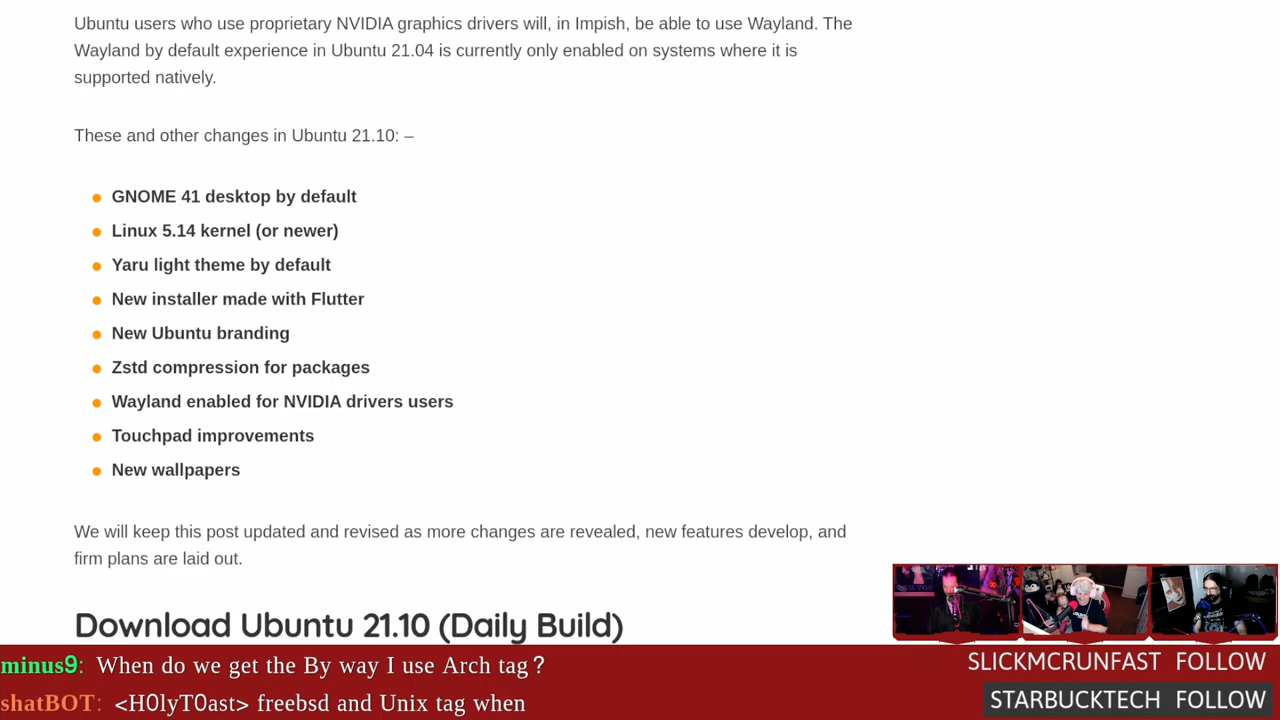 Ubuntu users who use proprietary NVIDIA graphics drivers will, in Impish, be able to use Wayland. The
Wayland by default experience in Ubuntu 21.04 is currently only enabled on systems where it is
supported natively.
These and other changes in Ubuntu 21.10: –
GNOME 41 desktop by default
Linux 5.14 kernel (or newer)
Yaru light theme by default
New installer made with Flutter
New Ubuntu branding
Zstd compression for packages
Wayland enabled for NVIDIA drivers users
Touchpad improvements
New wallpapers
We will keep this post updated and revised as more changes are revealed, new features develop, and
firm plans are laid out.
Download Ubuntu 21.10 (Daily Build)
minus9: When do we get the By way I use Arch tag?
shatBOT: <H0lyT0ast> freebsd and Unix tag when
SLICKMCRUNFAST FOLLOW
STARBUCKTECH FOLLOW